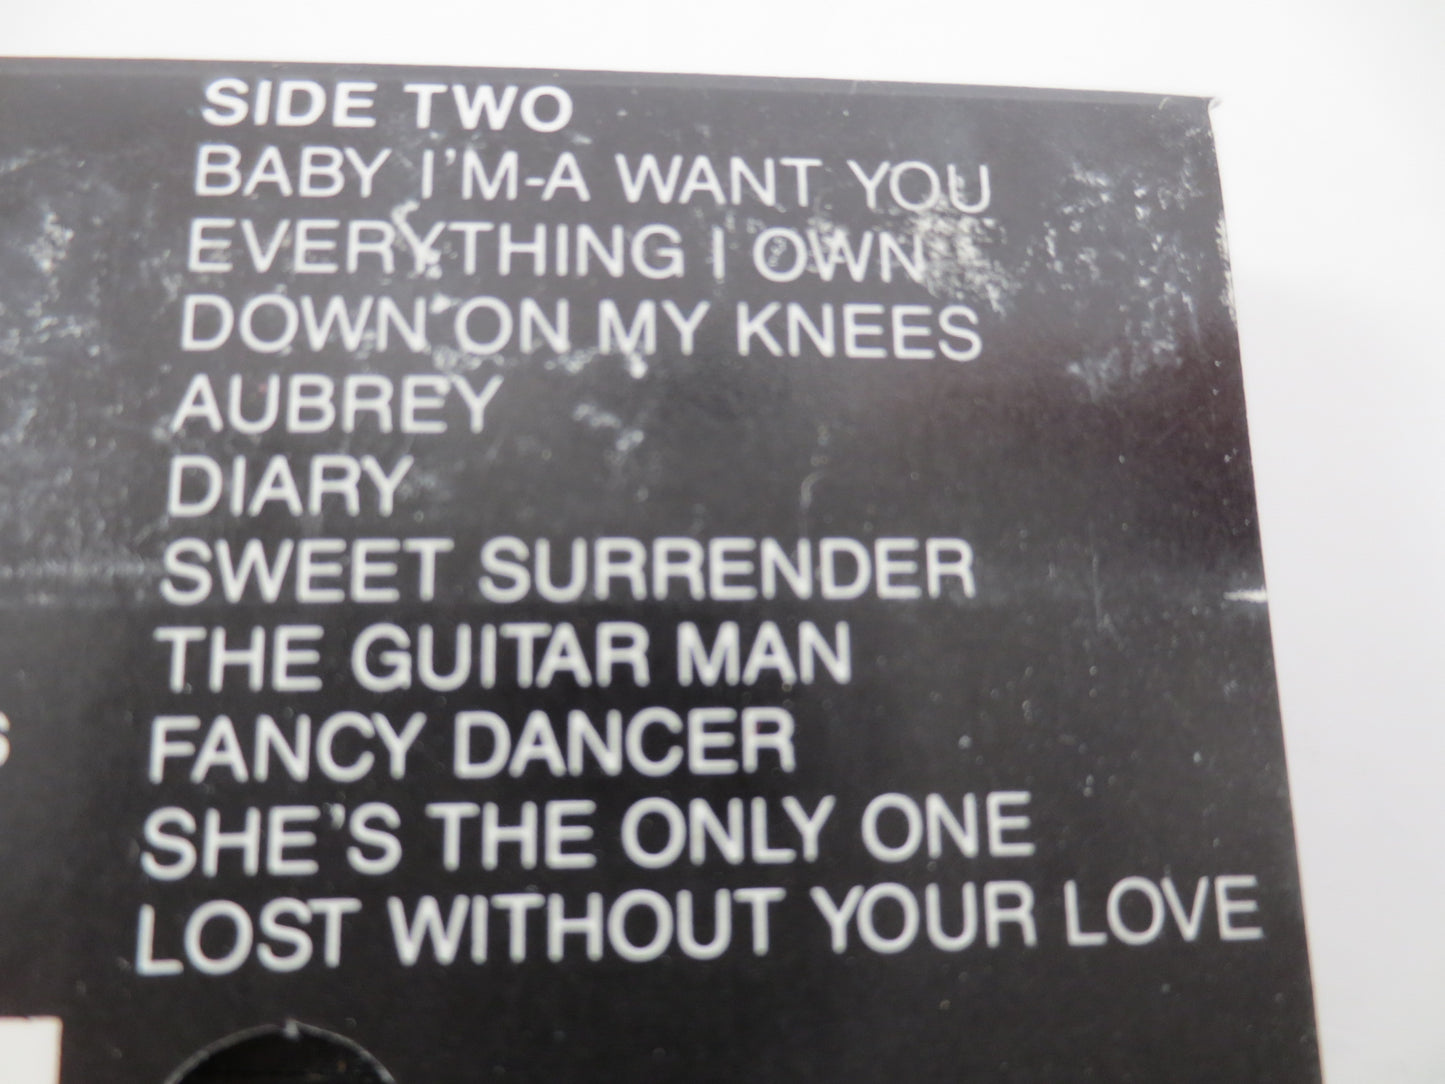 SIDE TWO
BABY I'M-A WANT YOU
EVERYTHING I OWN
DOWN ON MY KNEES
AUBREY
DIARY
SWEET SURRENDER
THE GUITAR MAN
FANCY DANCER
SHE'S THE ONLY ONE
LOST WITHOUT YOUR LOVE